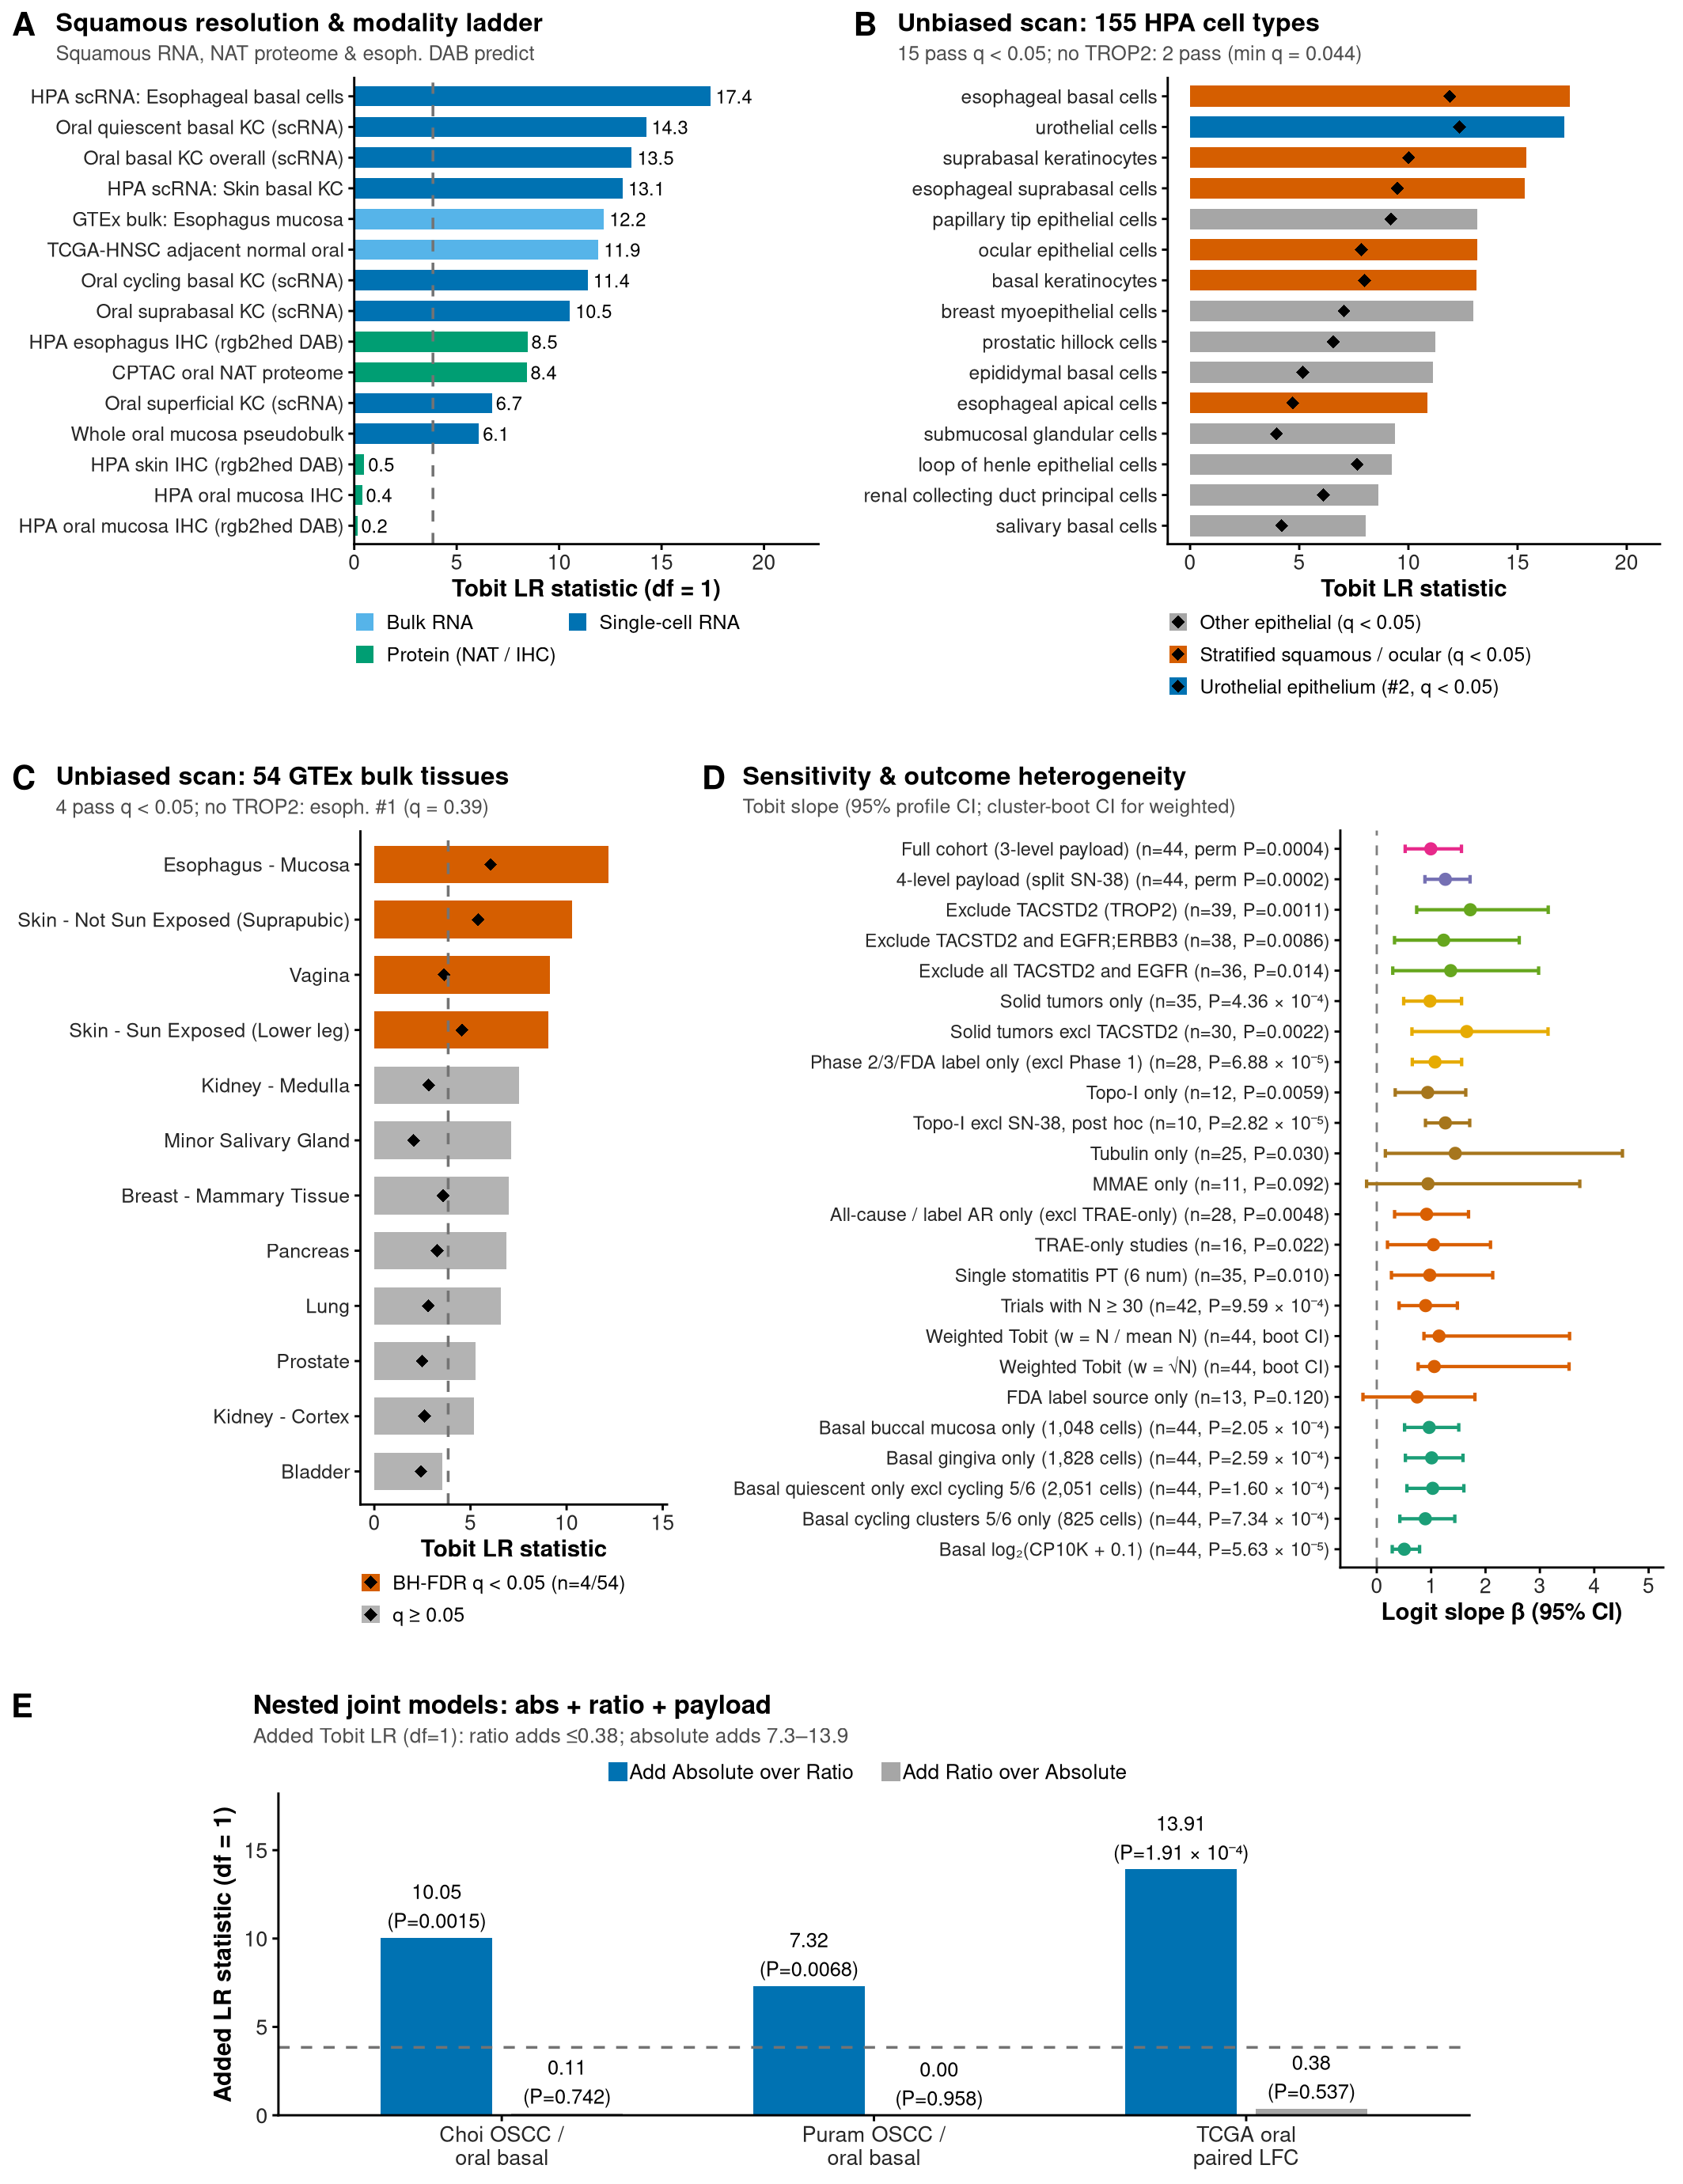 A Squamous resolution & modality ladder
Squamous RNA, NAT proteome & esoph. DAB predict
HPA scRNA: Esophageal basal cells 17.4
Oral quiescent basal KC (scRNA) 14.3
Oral basal KC overall (scRNA) 13.5
HPA scRNA: Skin basal KC 13.1
GTEx bulk: Esophagus mucosa 12.2
TCGA-HNSC adjacent normal oral 11.9
Oral cycling basal KC (scRNA) 11.4
Oral suprabasal KC (scRNA) 10.5
HPA esophagus IHC (rgb2hed DAB) 8.5
CPTAC oral NAT proteome 8.4
Oral superficial KC (scRNA) 6.7
Whole oral mucosa pseudobulk 6.1
HPA skin IHC (rgb2hed DAB) 0.5
HPA oral mucosa IHC 0.4
HPA oral mucosa IHC (rgb2hed DAB) 0.2
0 5 10 15 20
Tobit LR statistic (df = 1)
Bulk RNA Single-cell RNA
Protein (NAT / IHC)
B Unbiased scan: 155 HPA cell types
15 pass q < 0.05; no TROP2: 2 pass (min q = 0.044)
esophageal basal cells
urothelial cells
suprabasal keratinocytes
esophageal suprabasal cells
papillary tip epithelial cells
ocular epithelial cells
basal keratinocytes
breast myoepithelial cells
prostatic hillock cells
epididymal basal cells
esophageal apical cells
submucosal glandular cells
loop of henle epithelial cells
renal collecting duct principal cells
salivary basal cells
0 5 10 15 20
Tobit LR statistic
Other epithelial (q < 0.05)
Stratified squamous / ocular (q < 0.05)
Urothelial epithelium (#2, q < 0.05)
C Unbiased scan: 54 GTEx bulk tissues
4 pass q < 0.05; no TROP2: esoph. #1 (q = 0.39)
Esophagus - Mucosa
Skin - Not Sun Exposed (Suprapubic)
Vagina
Skin - Sun Exposed (Lower leg)
Kidney - Medulla
Minor Salivary Gland
Breast - Mammary Tissue
Pancreas
Lung
Prostate
Kidney - Cortex
Bladder
0 5 10 15
Tobit LR statistic
BH-FDR q < 0.05 (n=4/54)
q ≥ 0.05
D Sensitivity & outcome heterogeneity
Tobit slope (95% profile CI; cluster-boot CI for weighted)
Full cohort (3-level payload) (n=44, perm P=0.0004)
4-level payload (split SN-38) (n=44, perm P=0.0002)
Exclude TACSTD2 (TROP2) (n=39, P=0.0011)
Exclude TACSTD2 and EGFR;ERBB3 (n=38, P=0.0086)
Exclude all TACSTD2 and EGFR (n=36, P=0.014)
Solid tumors only (n=35, P=4.36 × 10⁻⁴)
Solid tumors excl TACSTD2 (n=30, P=0.0022)
Phase 2/3/FDA label only (excl Phase 1) (n=28, P=6.88 × 10⁻⁵)
Topo-I only (n=12, P=0.0059)
Topo-I excl SN-38, post hoc (n=10, P=2.82 × 10⁻⁵)
Tubulin only (n=25, P=0.030)
MMAE only (n=11, P=0.092)
All-cause / label AR only (excl TRAE-only) (n=28, P=0.0048)
TRAE-only studies (n=16, P=0.022)
Single stomatitis PT (6 num) (n=35, P=0.010)
Trials with N ≥ 30 (n=42, P=9.59 × 10⁻⁴)
Weighted Tobit (w = N / mean N) (n=44, boot CI)
Weighted Tobit (w = √N) (n=44, boot CI)
FDA label source only (n=13, P=0.120)
Basal buccal mucosa only (1,048 cells) (n=44, P=2.05 × 10⁻⁴)
Basal gingiva only (1,828 cells) (n=44, P=2.59 × 10⁻⁴)
Basal quiescent only excl cycling 5/6 (2,051 cells) (n=44, P=1.60 × 10⁻⁴)
Basal cycling clusters 5/6 only (825 cells) (n=44, P=7.34 × 10⁻⁴)
Basal log₂(CP10K + 0.1) (n=44, P=5.63 × 10⁻⁵)
0 1 2 3 4 5
Logit slope β (95% CI)
E Nested joint models: abs + ratio + payload
Added Tobit LR (df=1): ratio adds ≤0.38; absolute adds 7.3–13.9
Add Absolute over Ratio Add Ratio over Absolute
Added LR statistic (df = 1)
15
10
5
0
10.05
(P=0.0015)
0.11
(P=0.742)
7.32
(P=0.0068)
0.00
(P=0.958)
13.91
(P=1.91 × 10⁻⁴)
0.38
(P=0.537)
Choi OSCC /
oral basal
Puram OSCC /
oral basal
TCGA oral
paired LFC